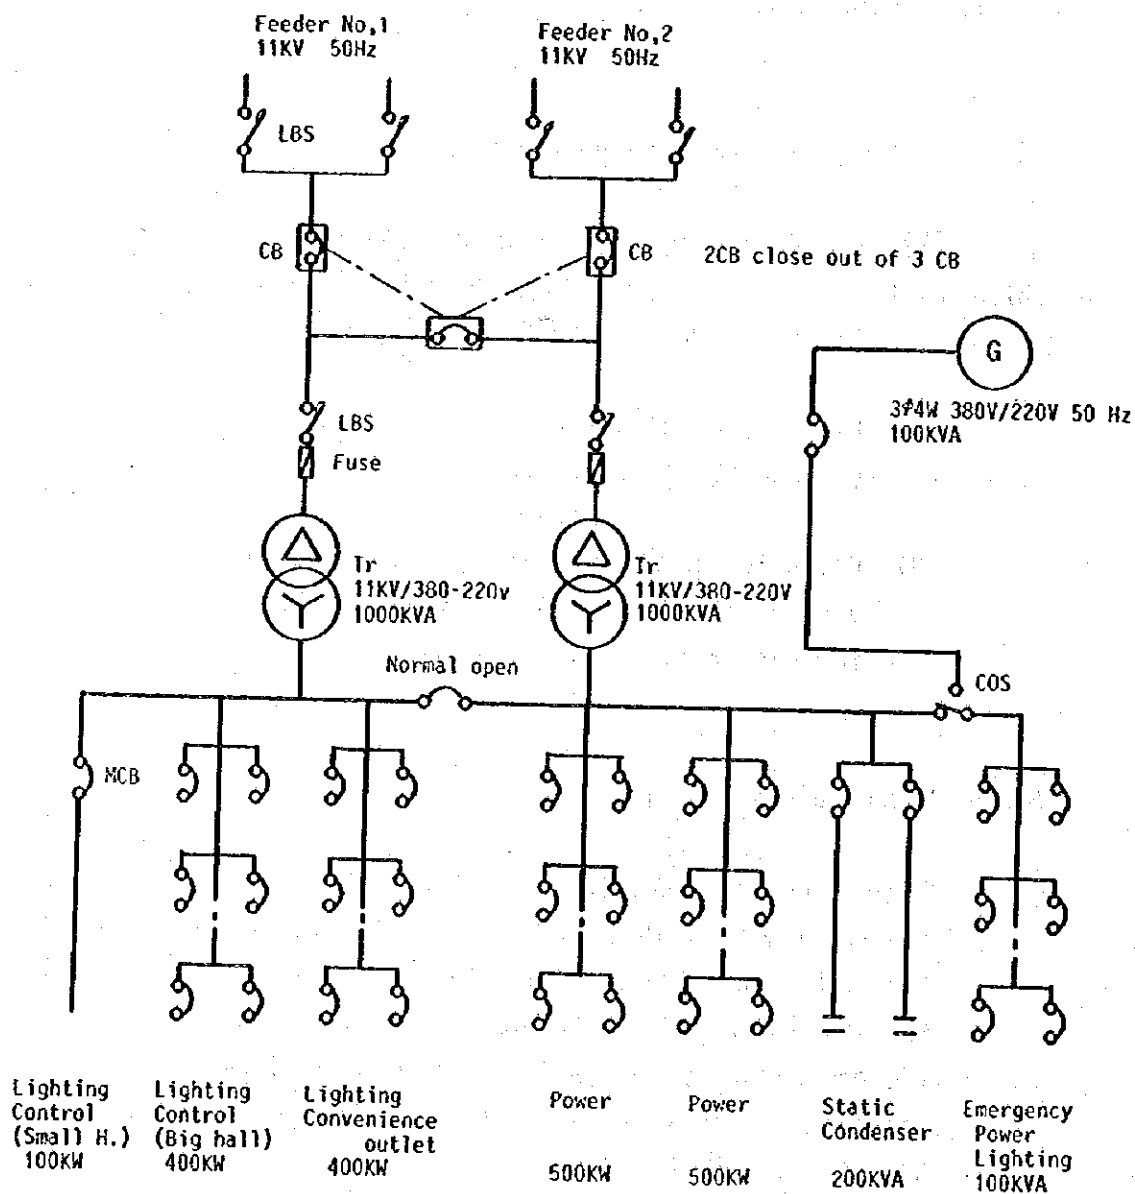 Feeder No,1
11KV 50Hz
Feeder No,2
11KV 50Hz
LBS
CB
CB
2CB close out of 3 CB
G
3φ4W 380V/220V 50 Hz
100KVA
LBS
Fuse
Tr
11KV/380-220v
1000KVA
Tr
11KV/380-220V
1000KVA
Normal open
COS
MCB
Lighting
Control
(Small H.)
100KW
Lighting
Control
(Big hall)
400KW
Lighting
Convenience
outlet
400KW
Power
500KW
Power
500KW
Static
Condenser
200KVA
Emergency
Power
Lighting
100KVA